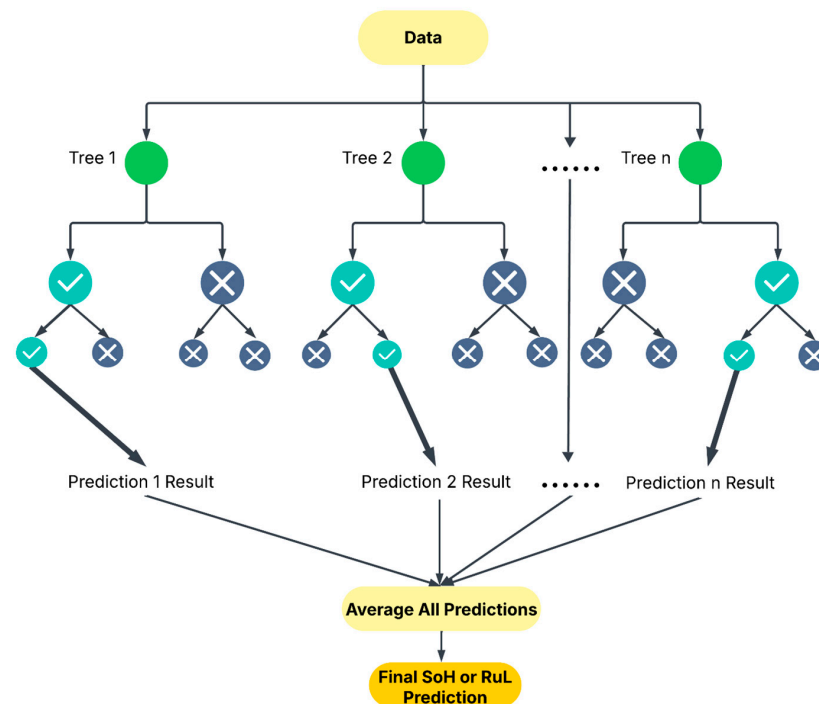 Data
Tree 1
Tree 2
......
Tree n
Prediction 1 Result
Prediction 2 Result
......
Prediction n Result
Average All Predictions
Final SoH or RuL
Prediction